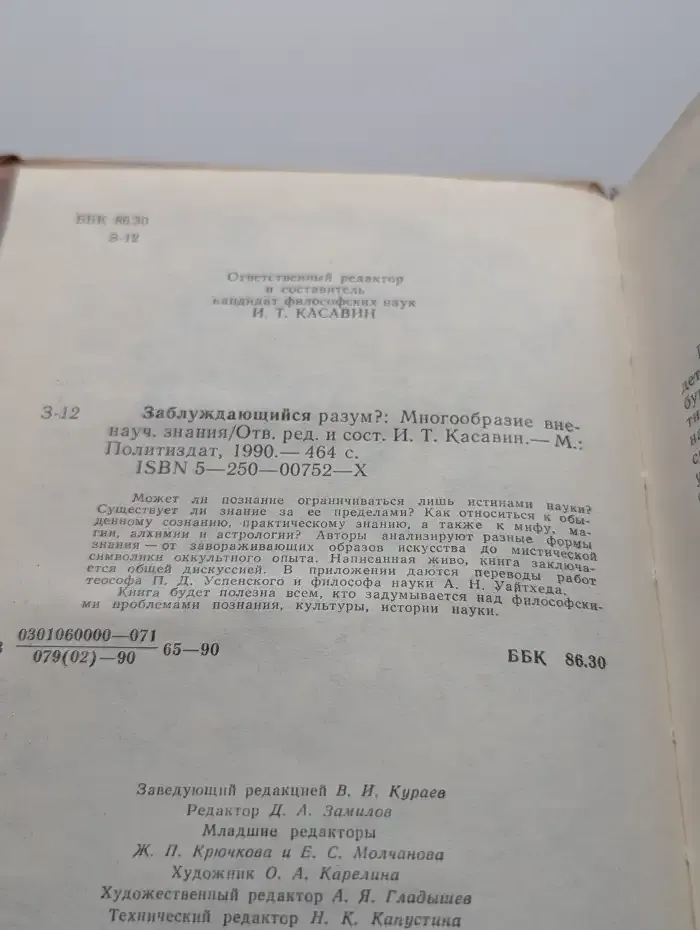 ББК 86.30
З-12
Ответственный редактор
и составитель
кандидат философских наук
И. Т. КАСАВИН
З-12 Заблуждающийся разум?: Многообразие вне-
науч. знания/Отв. ред. и сост. И. Т. Касавин.— М.:
Политиздат, 1990.— 464 с.
ISBN 5—250—00752—X
Может ли познание ограничиваться лишь истинами науки?
Существует ли знание за ее пределами? Как относиться к обы-
денному сознанию, практическому знанию, а также к мифу, ма-
гии, алхимии и астрологии? Авторы анализируют разные формы
знания — от завораживающих образов искусства до мистической
символики оккультного опыта. Написанная живо, книга заключа-
ется общей дискуссией. В приложении даются переводы работ
теософа П. Д. Успенского и философа науки А. Н. Уайтхеда.
Книга будет полезна всем, кто задумывается над философски-
ми проблемами познания, культуры, истории науки.
0301060000—071
079(02)—90
65—90
ББК 86.30
Заведующий редакцией В. И. Кураев
Редактор Д. А. Замилов
Младшие редакторы
Ж. П. Крючкова и Е. С. Молчанова
Художник О. А. Карелина
Художественный редактор А. Я. Гладышев
Технический редактор Н. К. Капустина